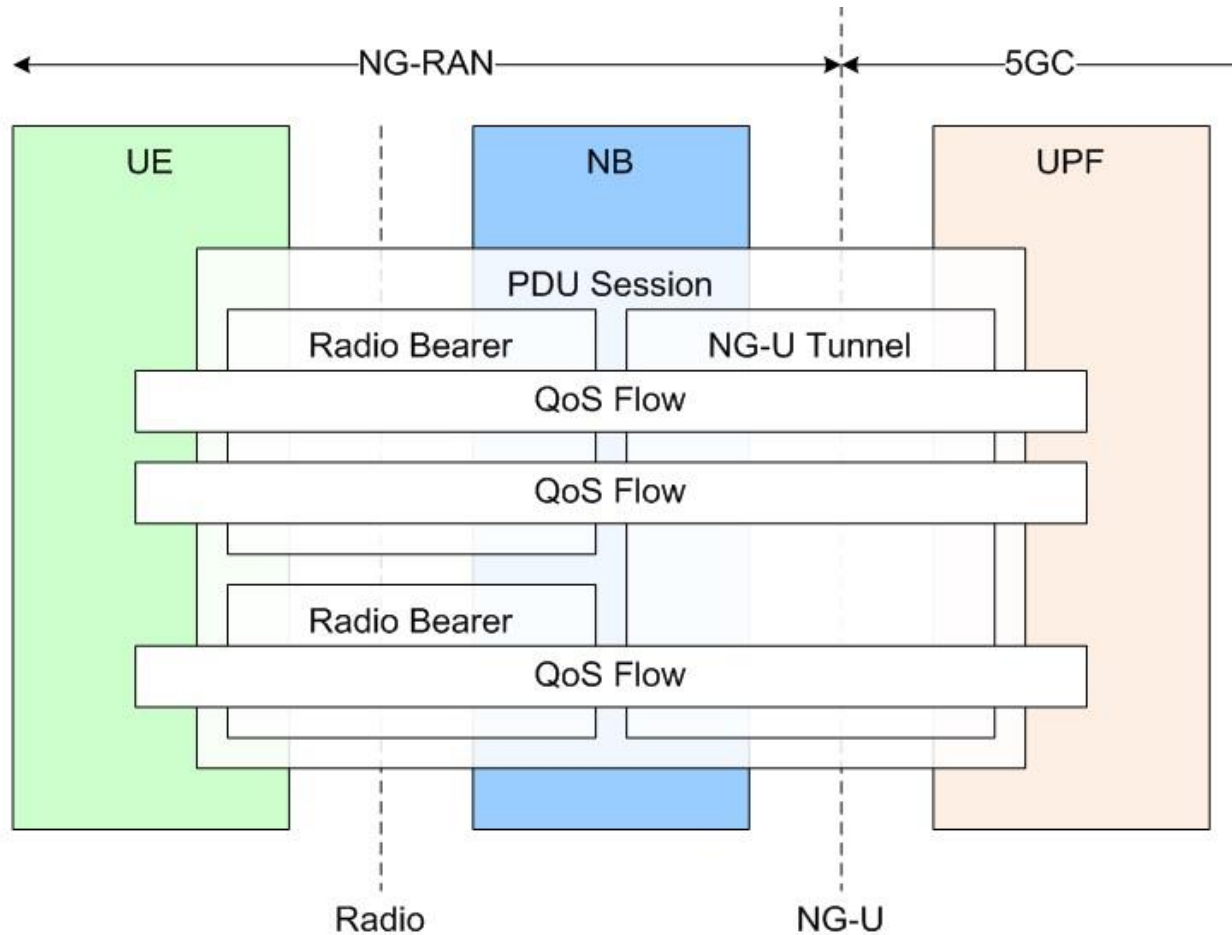 NG-RAN
5GC
UE
NB
UPF
PDU Session
Radio Bearer
NG-U Tunnel
QoS Flow
QoS Flow
Radio Bearer
QoS Flow
Radio
NG-U